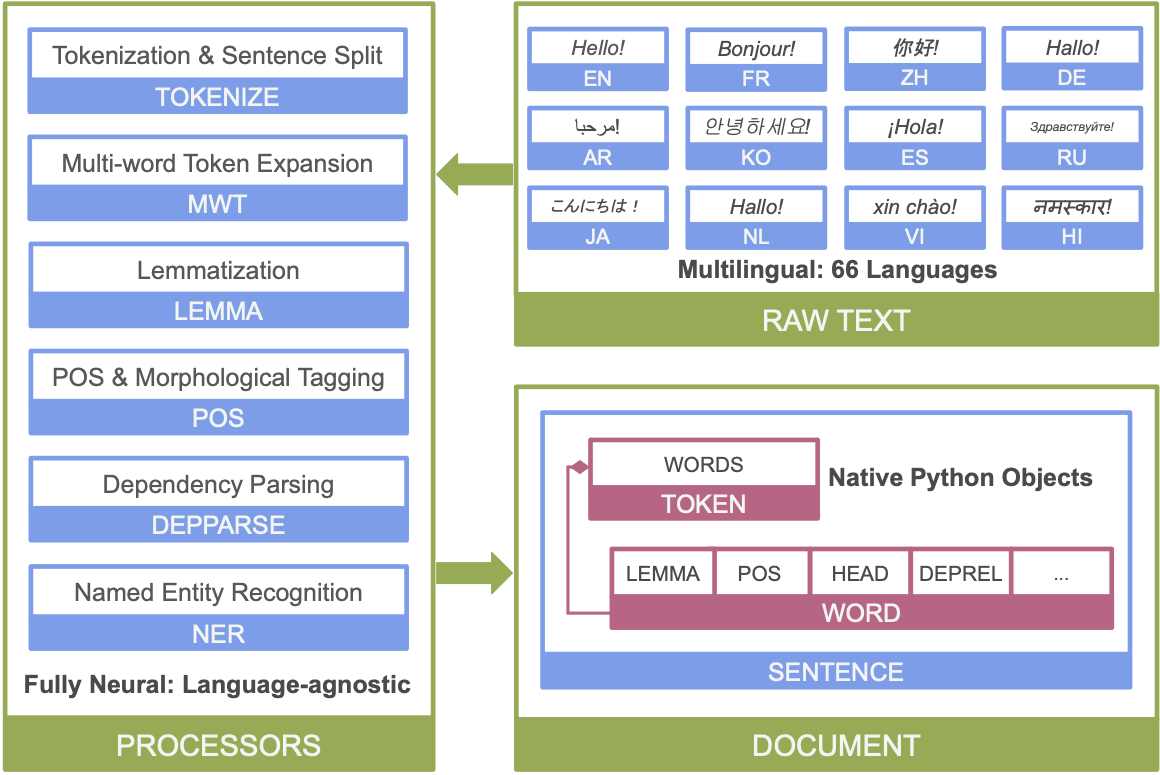 Tokenization & Sentence Split
TOKENIZE
Multi-word Token Expansion
MWT
Lemmatization
LEMMA
POS & Morphological Tagging
POS
Dependency Parsing
DEPPARSE
Named Entity Recognition
NER
Fully Neural: Language-agnostic
PROCESSORS
Hello!
EN
Bonjour!
FR
你好!
ZH
Hallo!
DE
مرحبا!
AR
안녕하세요!
KO
¡Hola!
ES
Здравствуйте!
RU
こんにちは！
JA
Hallo!
NL
xin chào!
VI
नमस्कार!
HI
Multilingual: 66 Languages
RAW TEXT
WORDS
TOKEN
Native Python Objects
LEMMA POS HEAD DEPREL ...
WORD
SENTENCE
DOCUMENT